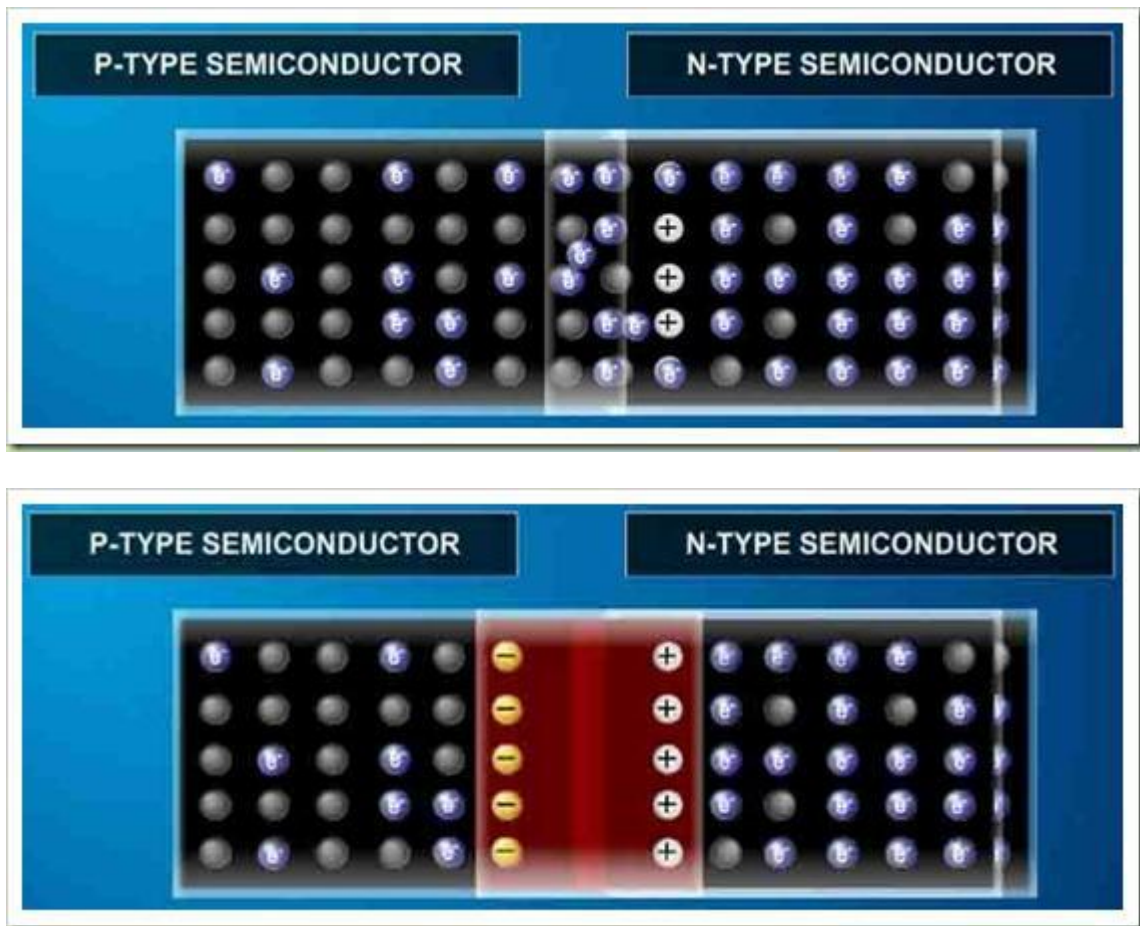 P-TYPE SEMICONDUCTOR
N-TYPE SEMICONDUCTOR
e⁻ e⁻ e⁻ e⁻ e⁻ e⁻ e⁻ e⁻ e⁻ e⁻
e⁻ + e⁻ e⁻ e⁻ e⁻
e⁻
e⁻ e⁻ e⁻ e⁻ + e⁻ e⁻ e⁻ e⁻ e⁻ e⁻
e⁻ e⁻ e⁻ e⁻ + e⁻ e⁻ e⁻ e⁻ e⁻
e⁻ e⁻ e⁻ e⁻ e⁻ e⁻ e⁻ e⁻ e⁻
P-TYPE SEMICONDUCTOR
N-TYPE SEMICONDUCTOR
e⁻ e⁻ − + e⁻ e⁻ e⁻ e⁻
− + e⁻ e⁻ e⁻ e⁻
e⁻ e⁻ − + e⁻ e⁻ e⁻ e⁻ e⁻ e⁻
e⁻ e⁻ − + e⁻ e⁻ e⁻ e⁻ e⁻
e⁻ e⁻ − + e⁻ e⁻ e⁻ e⁻ e⁻